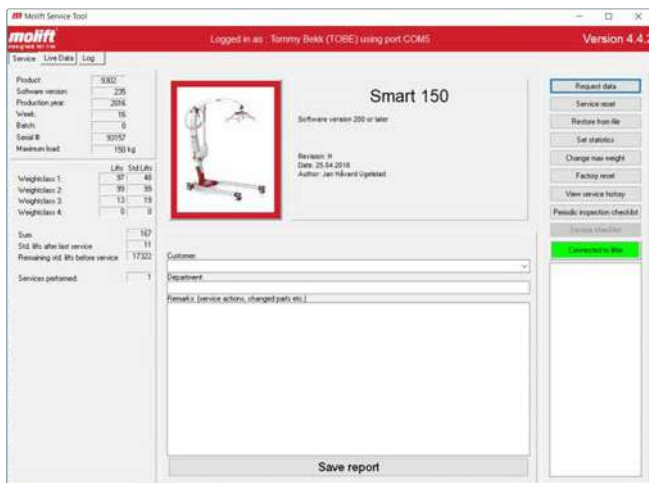 Molift Service Tool
molift
Logged in as : Tommy Bekk (TOBE) using port COM5
Version 4.4.2
Service Live Data Log
Product: 9302
Software version: 235
Production year: 2016
Week: 16
Batch: 0
Serial #: 93157
Maximum load: 150 kg
Lifts Std Lifts
Weightclass 1: 97 48
Weightclass 2: 99 99
Weightclass 3: 13 19
Weightclass 4: 0 0
Sum: 167
Std. lifts after last service 11
Remaining std. lifts before service 17322
Services performed: 1
Smart 150
Software version 200 or later
Revision: H
Date: 25.04.2016
Author: Jan Håvard Ugelstad
Customer:
Department:
Remarks: (service actions, changed parts etc.)
Save report
Request data
Service reset
Restore from file
Set statistics
Change max weight
Factory reset
View service history
Periodic inspection checklist
Service checklist
Connected to lifter